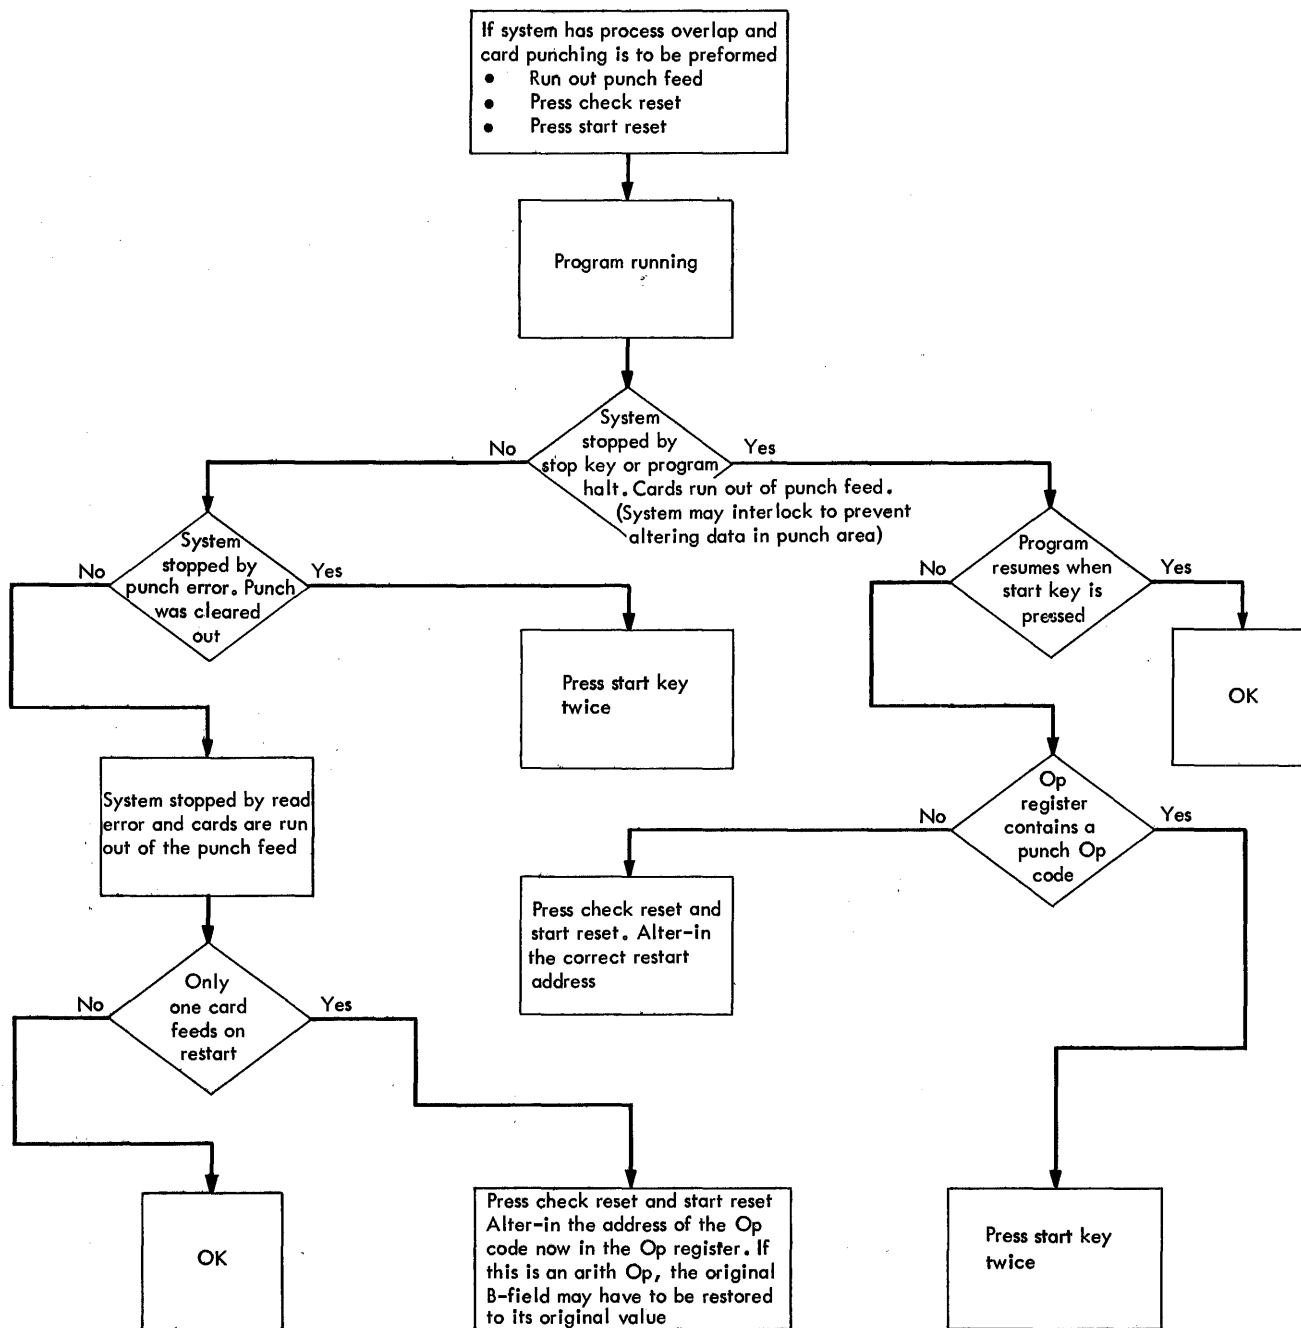 If system has process overlap and
card punching is to be preformed
• Run out punch feed
• Press check reset
• Press start reset
Program running
System
stopped by
stop key or program
halt. Cards run out of punch feed.
(System may interlock to prevent
altering data in punch area)
No
Yes
System
stopped by
punch error. Punch
was cleared
out
No
Yes
Program
resumes when
start key is
pressed
No
Yes
Press start key
twice
OK
System stopped by read
error and cards are run
out of the punch feed
Op
register
contains a
punch Op
code
No
Yes
Press check reset and
start reset. Alter-in
the correct restart
address
Only
one card
feeds on
restart
No
Yes
OK
Press check reset and start reset
Alter-in the address of the Op
code now in the Op register. If
this is an arith Op, the original
B-field may have to be restored
to its original value
Press start key
twice